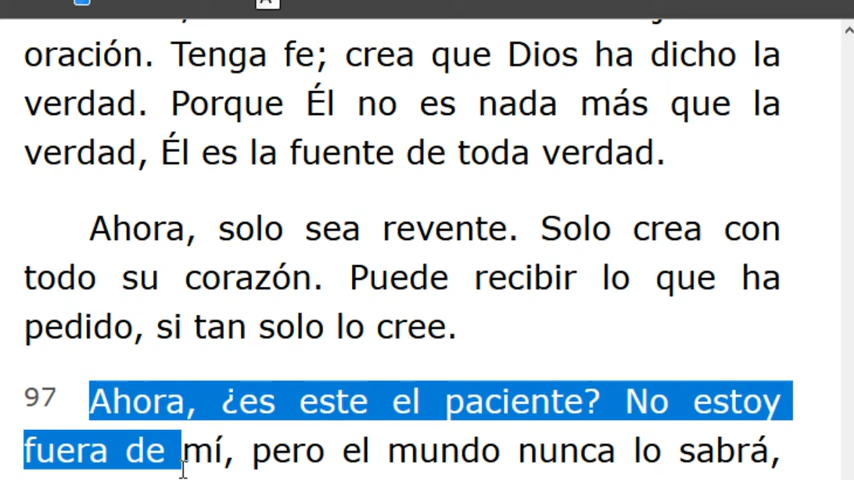 oración. Tenga fe; crea que Dios ha dicho la
verdad. Porque Él no es nada más que la
verdad, Él es la fuente de toda verdad.
Ahora, solo sea revente. Solo crea con
todo su corazón. Puede recibir lo que ha
pedido, si tan solo lo cree.
97 Ahora, ¿es este el paciente? No estoy
fuera de mí, pero el mundo nunca lo sabrá,